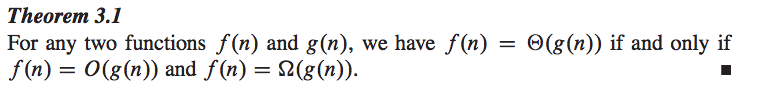 Theorem 3.1
For any two functions f(n) and g(n), we have f(n) = Θ(g(n)) if and only if
f(n) = O(g(n)) and f(n) = Ω(g(n)). ■